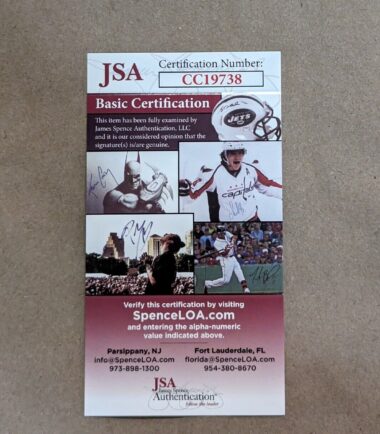 JSA
Certification Number:
CC19738
Basic Certification
This item has been fully examined by
James Spence Authentication, LLC
and it is our considered opinion that the
signature(s) is/are genuine.
JETS
capitals
Verify this certification by visiting
SpenceLOA.com
and entering the alpha-numeric
value indicated above.
Parsippany, NJ
info@SpenceLOA.com
973-898-1300
Fort Lauderdale, FL
florida@SpenceLOA.com
954-380-8670
JSA
James Spence
Authentication